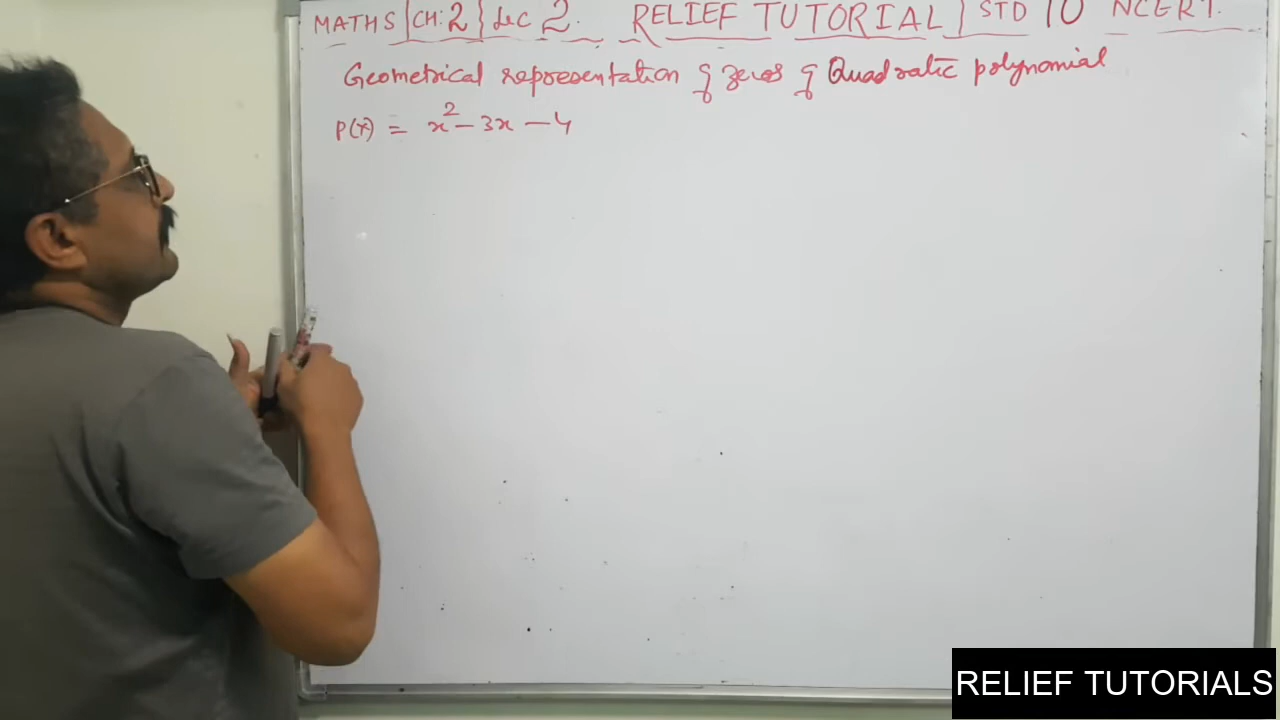 MATHS | CH: 2 | Lec 2. RELIEF TUTORIAL | STD 10 NCERT.
Geometrical representation of zeros of Quadratic polynomial
P(x) = x² - 3x - 4
RELIEF TUTORIALS